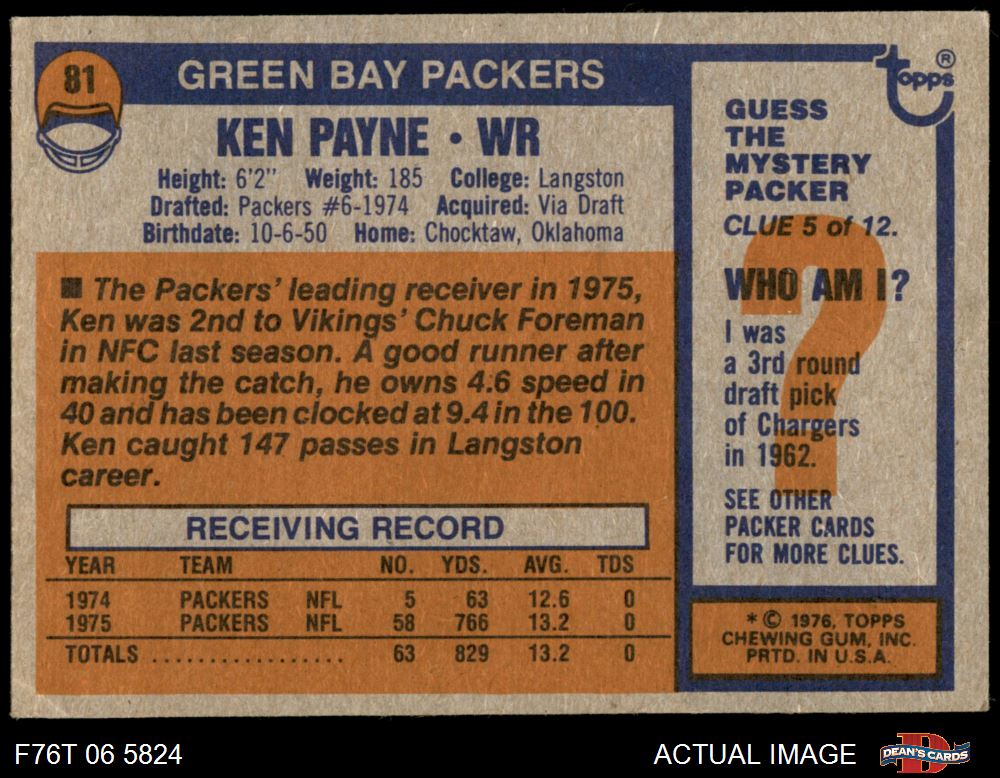 81
GREEN BAY PACKERS
KEN PAYNE • WR
Height: 6'2" Weight: 185 College: Langston
Drafted: Packers #6-1974 Acquired: Via Draft
Birthdate: 10-6-50 Home: Chocktaw, Oklahoma
■ The Packers' leading receiver in 1975,
Ken was 2nd to Vikings' Chuck Foreman
in NFC last season. A good runner after
making the catch, he owns 4.6 speed in
40 and has been clocked at 9.4 in the 100.
Ken caught 147 passes in Langston
career.
RECEIVING RECORD
YEAR TEAM NO. YDS. AVG. TDS
1974 PACKERS NFL 5 63 12.6 0
1975 PACKERS NFL 58 766 13.2 0
TOTALS ................. 63 829 13.2 0
topps®
GUESS
THE
MYSTERY
PACKER
CLUE 5 of 12.
?
WHO AM I?
I was
a 3rd round
draft pick
of Chargers
in 1962.
SEE OTHER
PACKER CARDS
FOR MORE CLUES.
* © 1976, TOPPS
CHEWING GUM, INC.
PRTD. IN U.S.A.
F76T 06 5824
ACTUAL IMAGE
D
DEAN'S CARDS